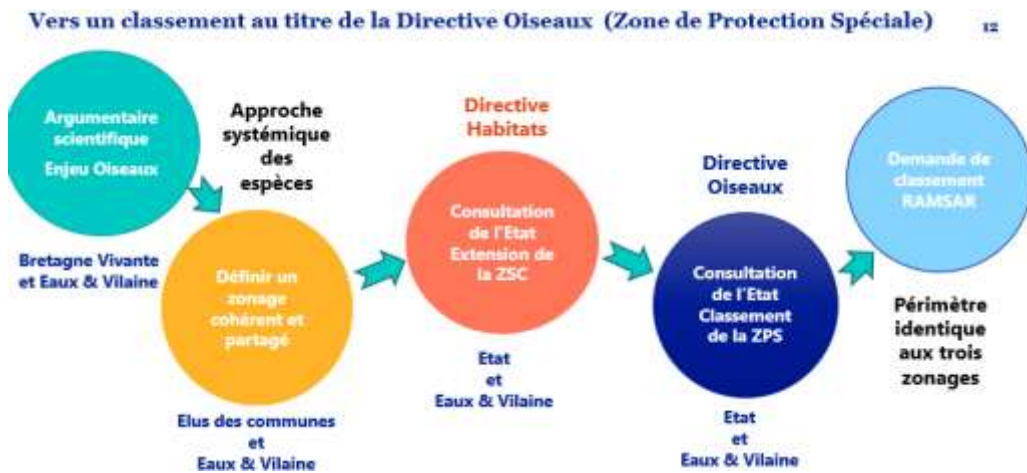 Vers un classement au titre de la Directive Oiseaux (Zone de Protection Spéciale)
12
Argumentaire
scientifique
Enjeu Oiseaux
Bretagne Vivante
et Eaux & Vilaine
Approche
systémique
des
espèces
Définir un
zonage
cohérent et
partagé
Elus des communes
et
Eaux & Vilaine
Directive
Habitats
Consultation
de l'Etat
Extension de
la ZSC
Etat
et
Eaux & Vilaine
Directive
Oiseaux
Consultation
de l'Etat
Classement
de la ZPS
Etat
et
Eaux & Vilaine
Demande de
classement
RAMSAR
Périmètre
identique
aux trois
zonages